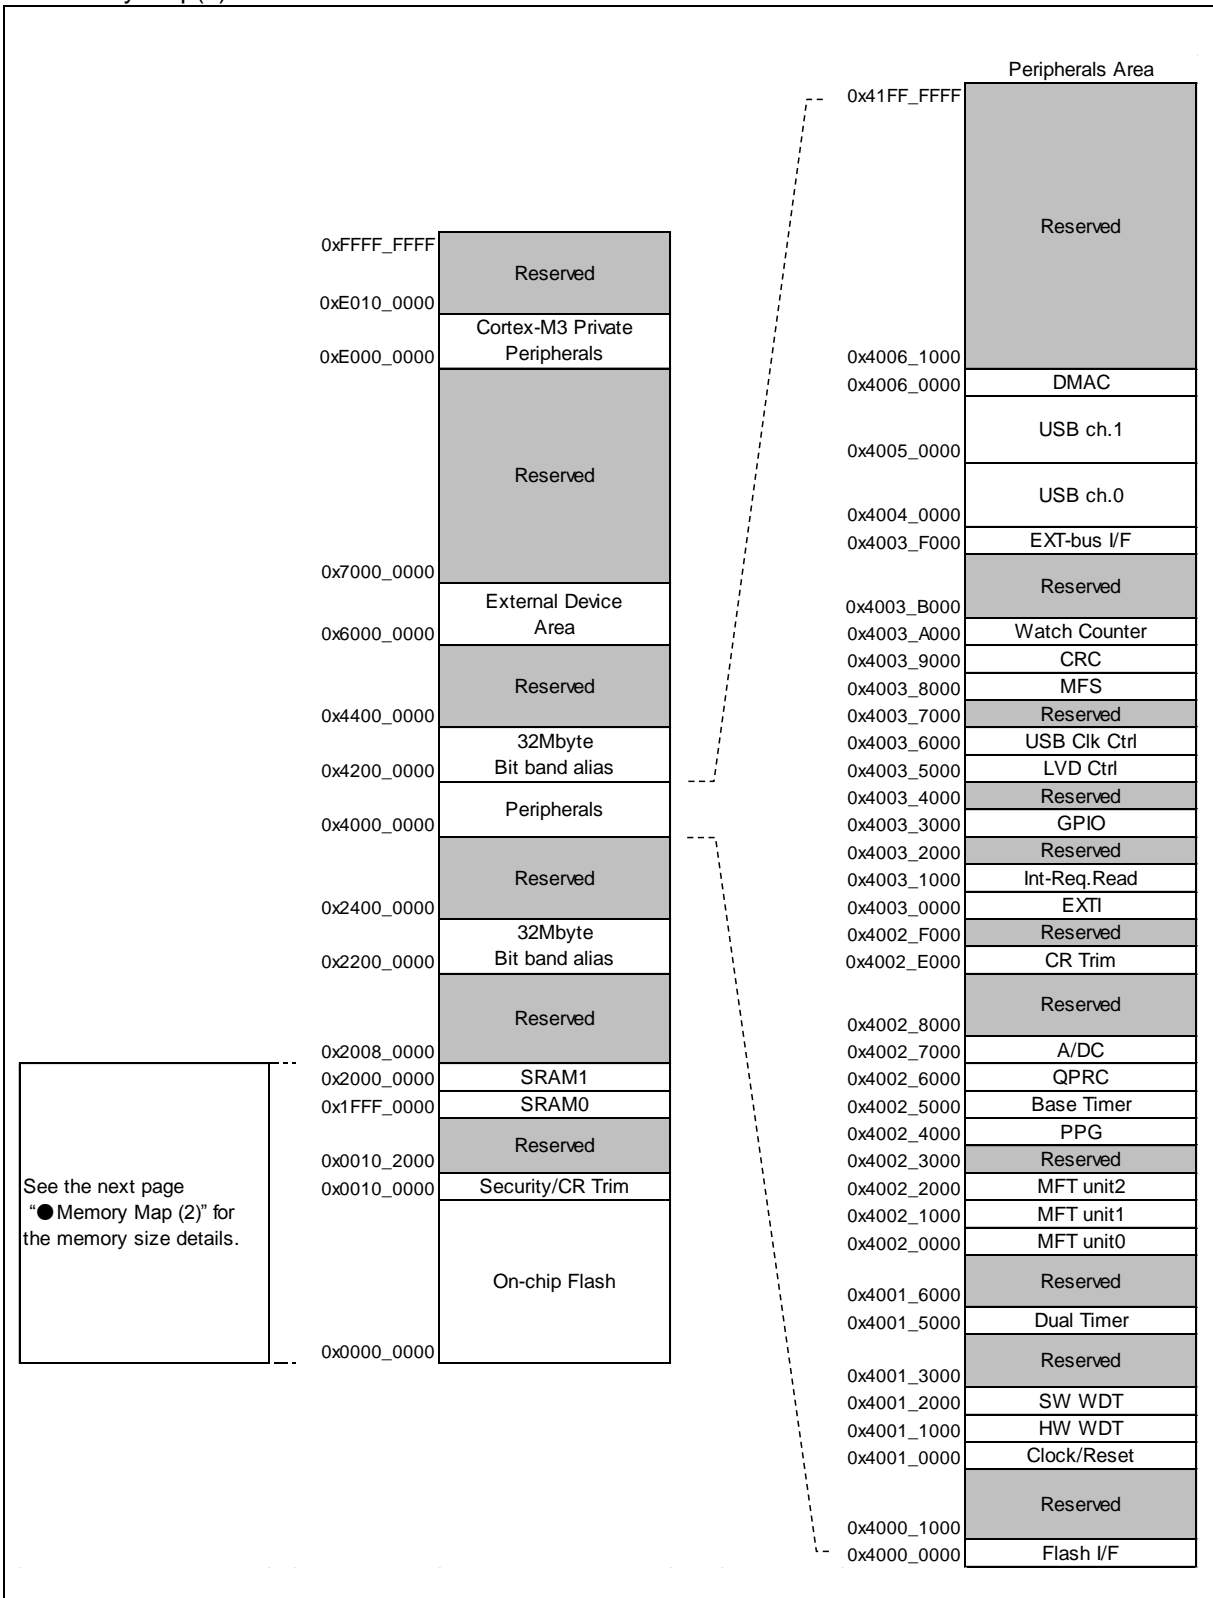 0xFFFF_FFFF
Reserved
0xE010_0000
Cortex-M3 Private
Peripherals
0xE000_0000
Reserved
0x7000_0000
External Device
Area
0x6000_0000
Reserved
0x4400_0000
32Mbyte
Bit band alias
0x4200_0000
Peripherals
0x4000_0000
Reserved
0x2400_0000
32Mbyte
Bit band alias
0x2200_0000
Reserved
0x2008_0000
0x2000_0000 SRAM1
0x1FFF_0000 SRAM0
Reserved
0x0010_2000
0x0010_0000 Security/CR Trim
On-chip Flash
0x0000_0000
See the next page
“●Memory Map (2)” for
the memory size details.
Peripherals Area
0x41FF_FFFF
Reserved
0x4006_1000
0x4006_0000 DMAC
USB ch.1
0x4005_0000
USB ch.0
0x4004_0000
0x4003_F000 EXT-bus I/F
Reserved
0x4003_B000
0x4003_A000 Watch Counter
0x4003_9000 CRC
0x4003_8000 MFS
0x4003_7000 Reserved
0x4003_6000 USB Clk Ctrl
0x4003_5000 LVD Ctrl
0x4003_4000 Reserved
0x4003_3000 GPIO
0x4003_2000 Reserved
0x4003_1000 Int-Req.Read
0x4003_0000 EXTI
0x4002_F000 Reserved
0x4002_E000 CR Trim
Reserved
0x4002_8000
0x4002_7000 A/DC
0x4002_6000 QPRC
0x4002_5000 Base Timer
0x4002_4000 PPG
0x4002_3000 Reserved
0x4002_2000 MFT unit2
0x4002_1000 MFT unit1
0x4002_0000 MFT unit0
Reserved
0x4001_6000
0x4001_5000 Dual Timer
Reserved
0x4001_3000
0x4001_2000 SW WDT
0x4001_1000 HW WDT
0x4001_0000 Clock/Reset
Reserved
0x4000_1000
0x4000_0000 Flash I/F